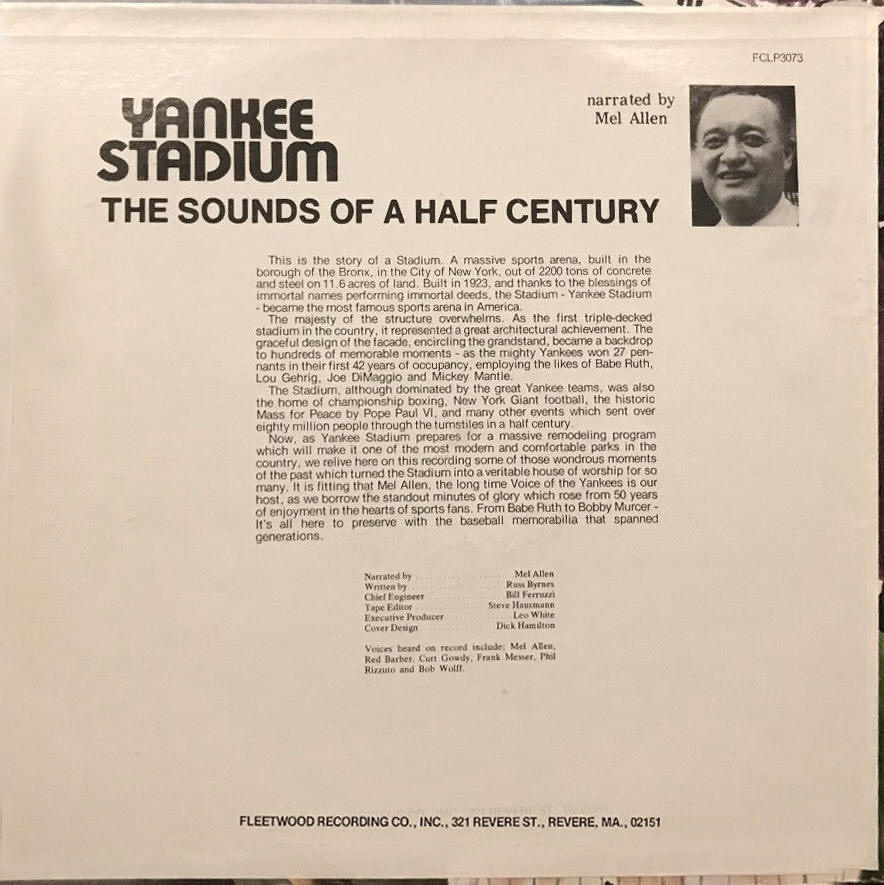 FCLP3073
YANKEE
STADIUM
narrated by
Mel Allen
THE SOUNDS OF A HALF CENTURY
This is the story of a Stadium. A massive sports arena, built in the
borough of the Bronx, in the City of New York, out of 2200 tons of concrete
and steel on 11.6 acres of land. Built in 1923, and thanks to the blessings of
immortal names performing immortal deeds, the Stadium - Yankee Stadium
- became the most famous sports arena in America.
The majesty of the structure overwhelms. As the first triple-decked
stadium in the country, it represented a great architectural achievement. The
graceful design of the facade, encircling the grandstand, became a backdrop
to hundreds of memorable moments - as the mighty Yankees won 27 pen-
nants in their first 42 years of occupancy, employing the likes of Babe Ruth,
Lou Gehrig, Joe DiMaggio and Mickey Mantle.
The Stadium, although dominated by the great Yankee teams, was also
the home of championship boxing, New York Giant football, the historic
Mass for Peace by Pope Paul VI, and many other events which sent over
eighty million people through the turnstiles in a half century.
Now, as Yankee Stadium prepares for a massive remodeling program
which will make it one of the most modern and comfortable parks in the
country, we relive here on this recording some of those wondrous moments
of the past which turned the Stadium into a veritable house of worship for so
many. It is fitting that Mel Allen, the long time Voice of the Yankees is our
host, as we borrow the standout minutes of glory which rose from 50 years
of enjoyment in the hearts of sports fans. From Babe Ruth to Bobby Murcer -
It's all here to preserve with the baseball memorabilia that spanned
generations.
Narrated by Mel Allen
Written by Russ Byrnes
Chief Engineer Bill Ferruzzi
Tape Editor Steve Hausmann
Executive Producer Leo White
Cover Design Dick Hamilton
Voices heard on record include: Mel Allen,
Red Barber, Curt Gowdy, Frank Messer, Phil
Rizzuto and Bob Wolff.
FLEETWOOD RECORDING CO., INC., 321 REVERE ST., REVERE, MA., 02151